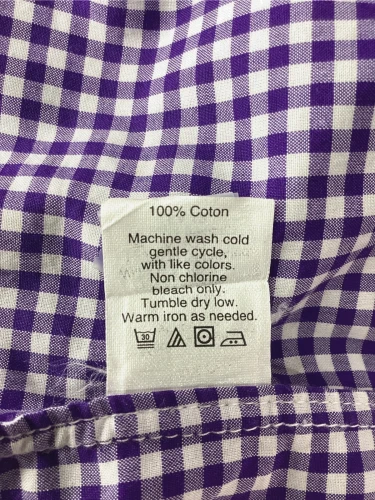 100% Coton
Machine wash cold
gentle cycle,
with like colors.
Non chlorine
bleach only.
Tumble dry low.
Warm iron as needed.
30